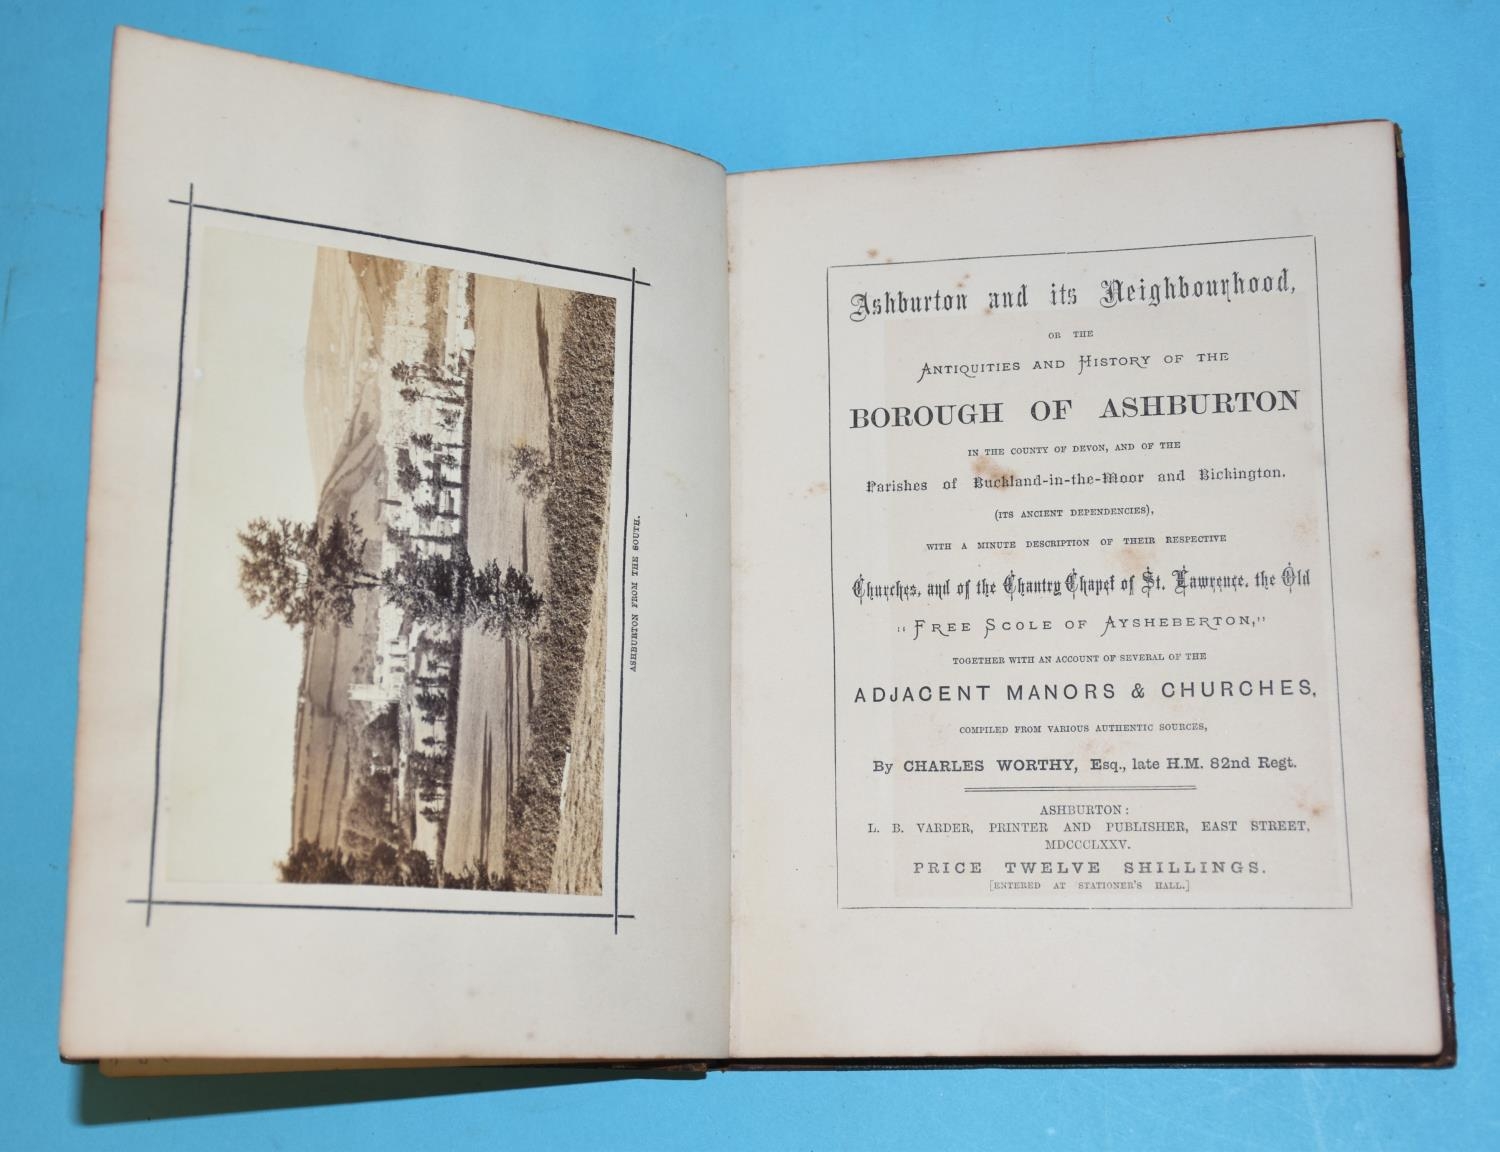 ASHBURTON FROM THE SOUTH.
Ashburton and its Neighbourhood,
OR THE
ANTIQUITIES AND HISTORY OF THE
BOROUGH OF ASHBURTON
IN THE COUNTY OF DEVON, AND OF THE
Parishes of Buckland-in-the-Moor and Bickington.
(ITS ANCIENT DEPENDENCIES),
WITH A MINUTE DESCRIPTION OF THEIR RESPECTIVE
Churches, and of the Chantry Chapel of St. Lawrence, the Old
"FREE SCOLE OF AYSHEBERTON,"
TOGETHER WITH AN ACCOUNT OF SEVERAL OF THE
ADJACENT MANORS & CHURCHES,
COMPILED FROM VARIOUS AUTHENTIC SOURCES,
By CHARLES WORTHY, Esq., late H.M. 82nd Regt.
ASHBURTON:
L. B. VARDER, PRINTER AND PUBLISHER, EAST STREET,
MDCCCLXXV.
PRICE TWELVE SHILLINGS.
[ENTERED AT STATIONER'S HALL.]